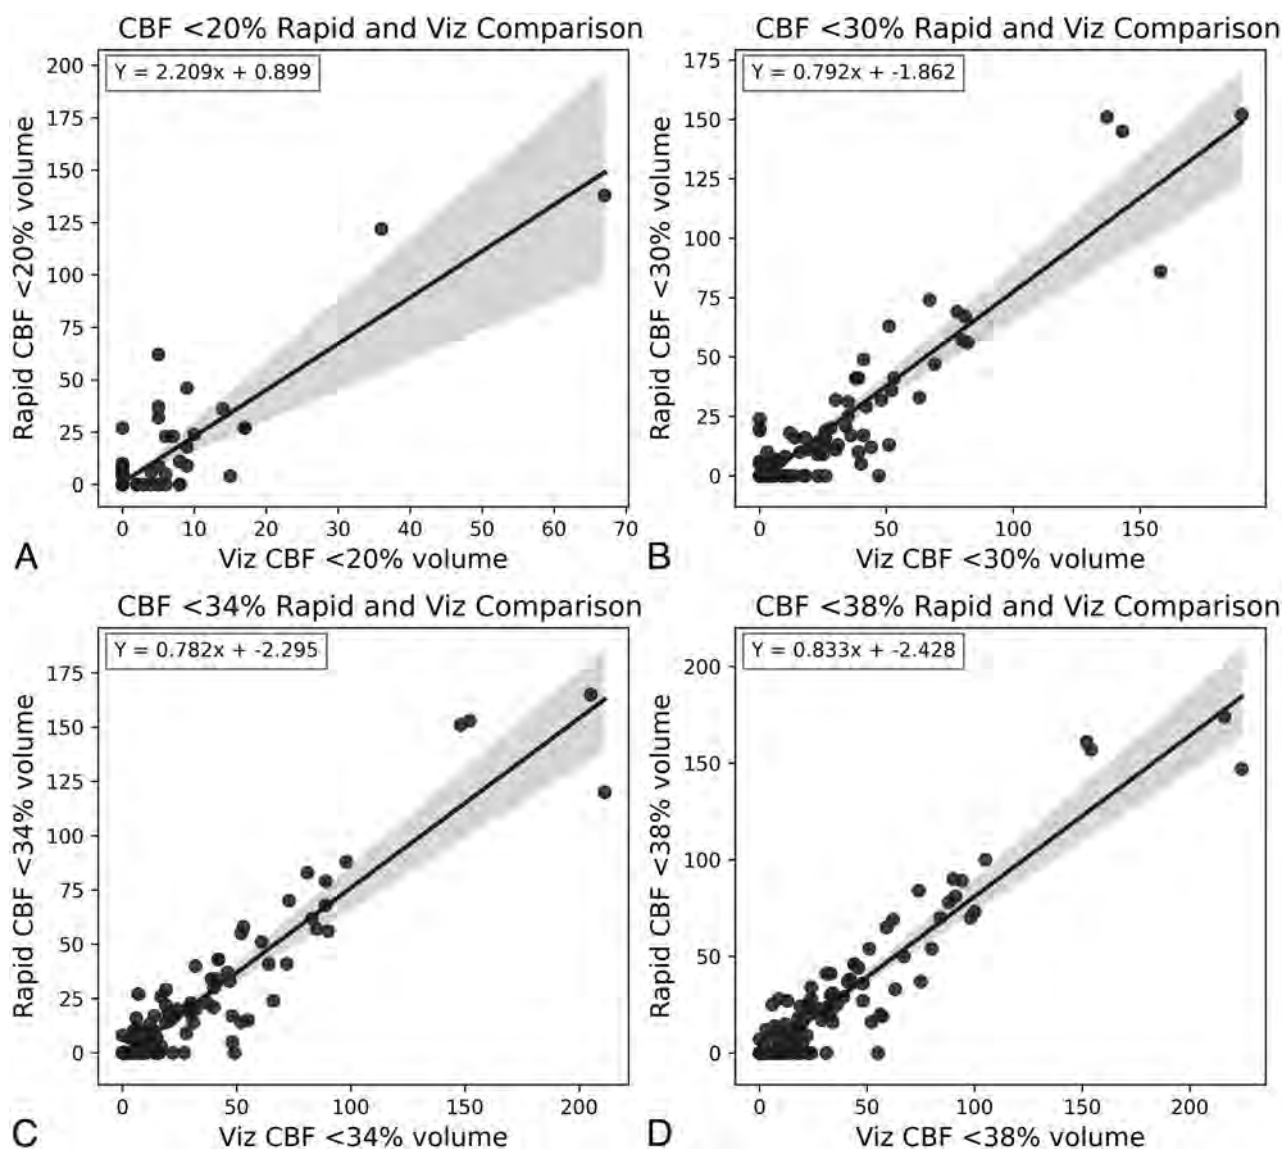 CBF <20% Rapid and Viz Comparison
Y = 2.209x + 0.899
Rapid CBF <20% volume
200
175
150
125
100
75
50
25
0
0 10 20 30 40 50 60 70
Viz CBF <20% volume
A
CBF <30% Rapid and Viz Comparison
Y = 0.792x + -1.862
Rapid CBF <30% volume
175
150
125
100
75
50
25
0
0 50 100 150
Viz CBF <30% volume
B
CBF <34% Rapid and Viz Comparison
Y = 0.782x + -2.295
Rapid CBF <34% volume
175
150
125
100
75
50
25
0
0 50 100 150 200
Viz CBF <34% volume
C
CBF <38% Rapid and Viz Comparison
Y = 0.833x + -2.428
Rapid CBF <38% volume
200
150
100
50
0
0 50 100 150 200
Viz CBF <38% volume
D